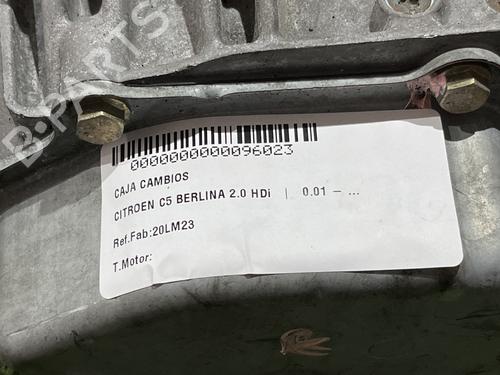 B-PARTS
0000000000096023
CAJA CAMBIOS
CITROEN C5 BERLINA 2.0 HDi | 0.01 – ...
Ref.Fab:20LM23
T.Motor: